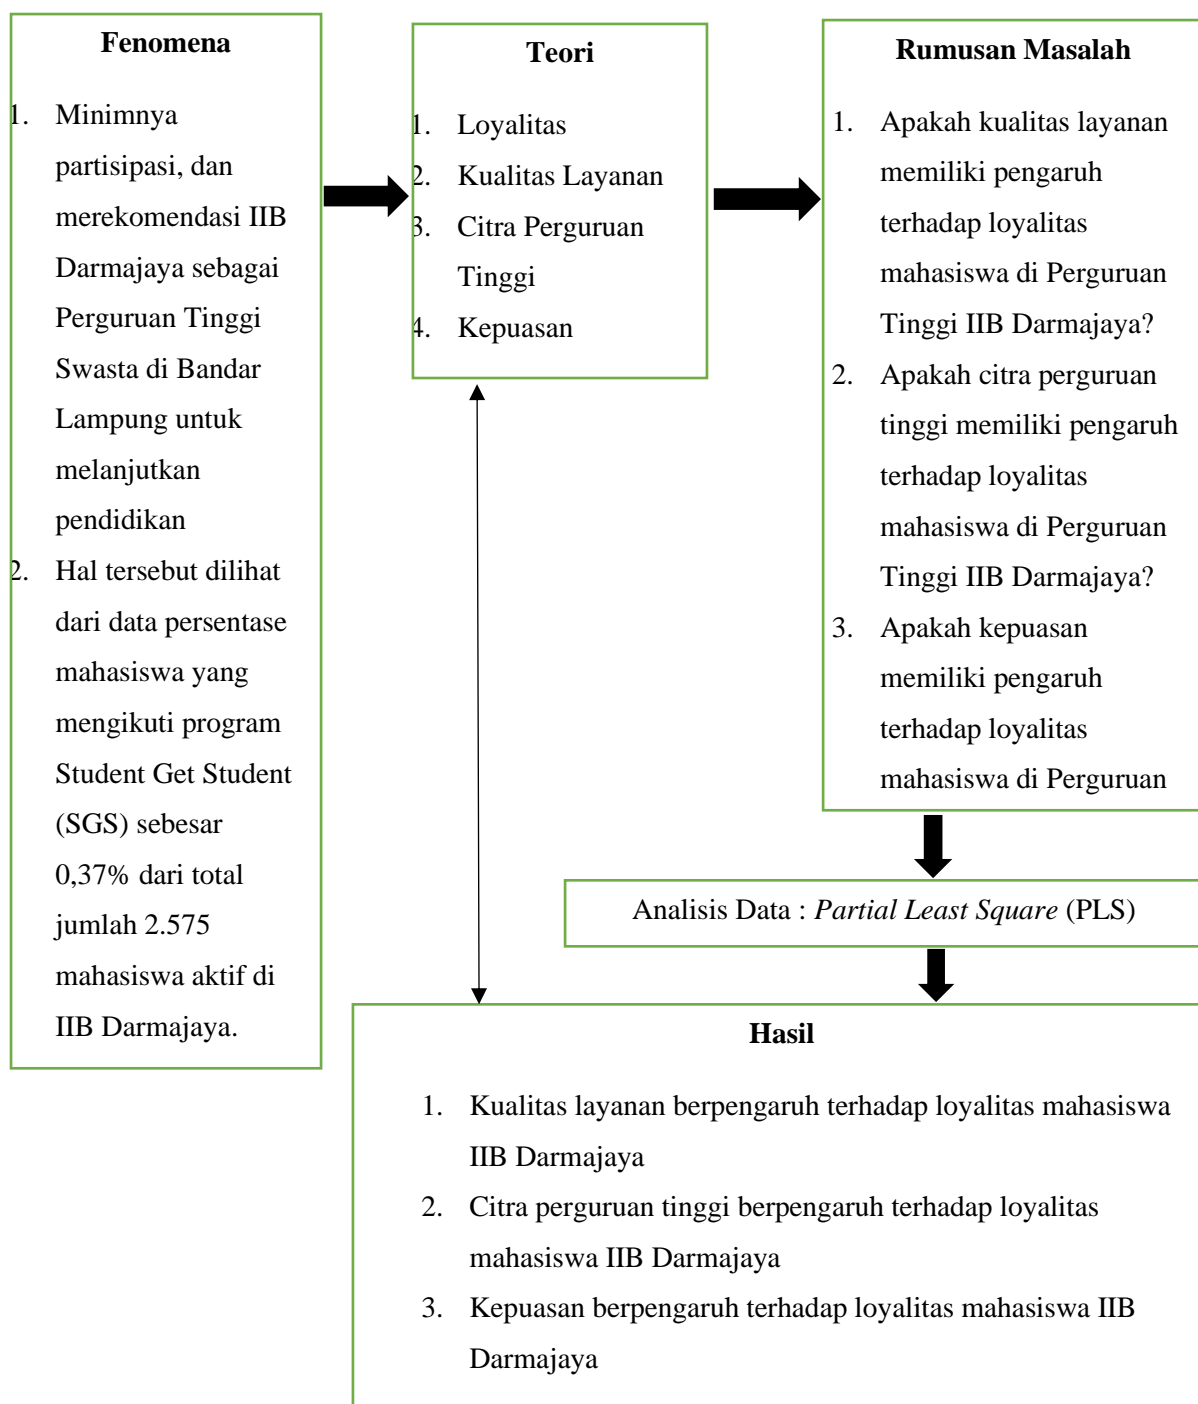 Fenomena
1. Minimnya
partisipasi, dan
merekomendasi IIB
Darmajaya sebagai
Perguruan Tinggi
Swasta di Bandar
Lampung untuk
melanjutkan
pendidikan
2. Hal tersebut dilihat
dari data persentase
mahasiswa yang
mengikuti program
Student Get Student
(SGS) sebesar
0,37% dari total
jumlah 2.575
mahasiswa aktif di
IIB Darmajaya.
Teori
1. Loyalitas
2. Kualitas Layanan
3. Citra Perguruan
Tinggi
4. Kepuasan
Rumusan Masalah
1. Apakah kualitas layanan
memiliki pengaruh
terhadap loyalitas
mahasiswa di Perguruan
Tinggi IIB Darmajaya?
2. Apakah citra perguruan
tinggi memiliki pengaruh
terhadap loyalitas
mahasiswa di Perguruan
Tinggi IIB Darmajaya?
3. Apakah kepuasan
memiliki pengaruh
terhadap loyalitas
mahasiswa di Perguruan
Analisis Data : Partial Least Square (PLS)
Hasil
1. Kualitas layanan berpengaruh terhadap loyalitas mahasiswa
IIB Darmajaya
2. Citra perguruan tinggi berpengaruh terhadap loyalitas
mahasiswa IIB Darmajaya
3. Kepuasan berpengaruh terhadap loyalitas mahasiswa IIB
Darmajaya